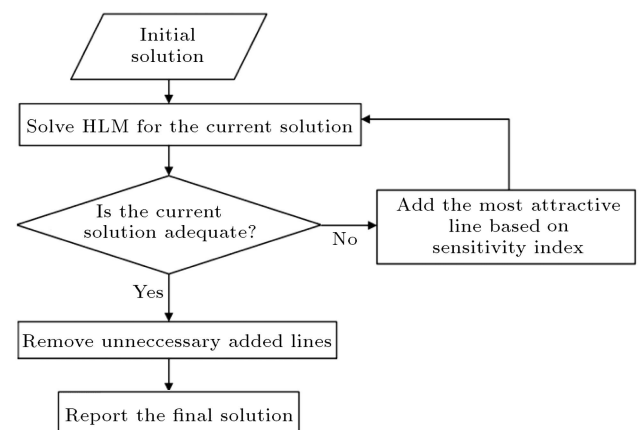 Initial
solution
Solve HLM for the current solution
Is the current
solution adequate?
No
Add the most attractive
line based on
sensitivity index
Yes
Remove unneccessary added lines
Report the final solution